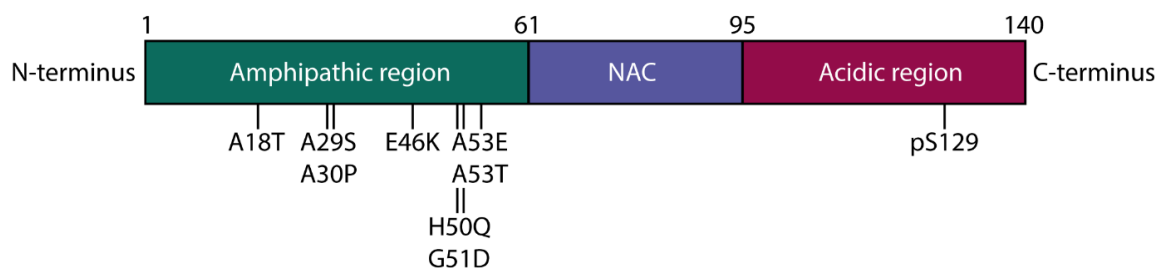 1 61 95 140
N-terminus Amphipathic region NAC Acidic region C-terminus
A18T A29S E46K A53E pS129
A30P A53T
H50Q
G51D